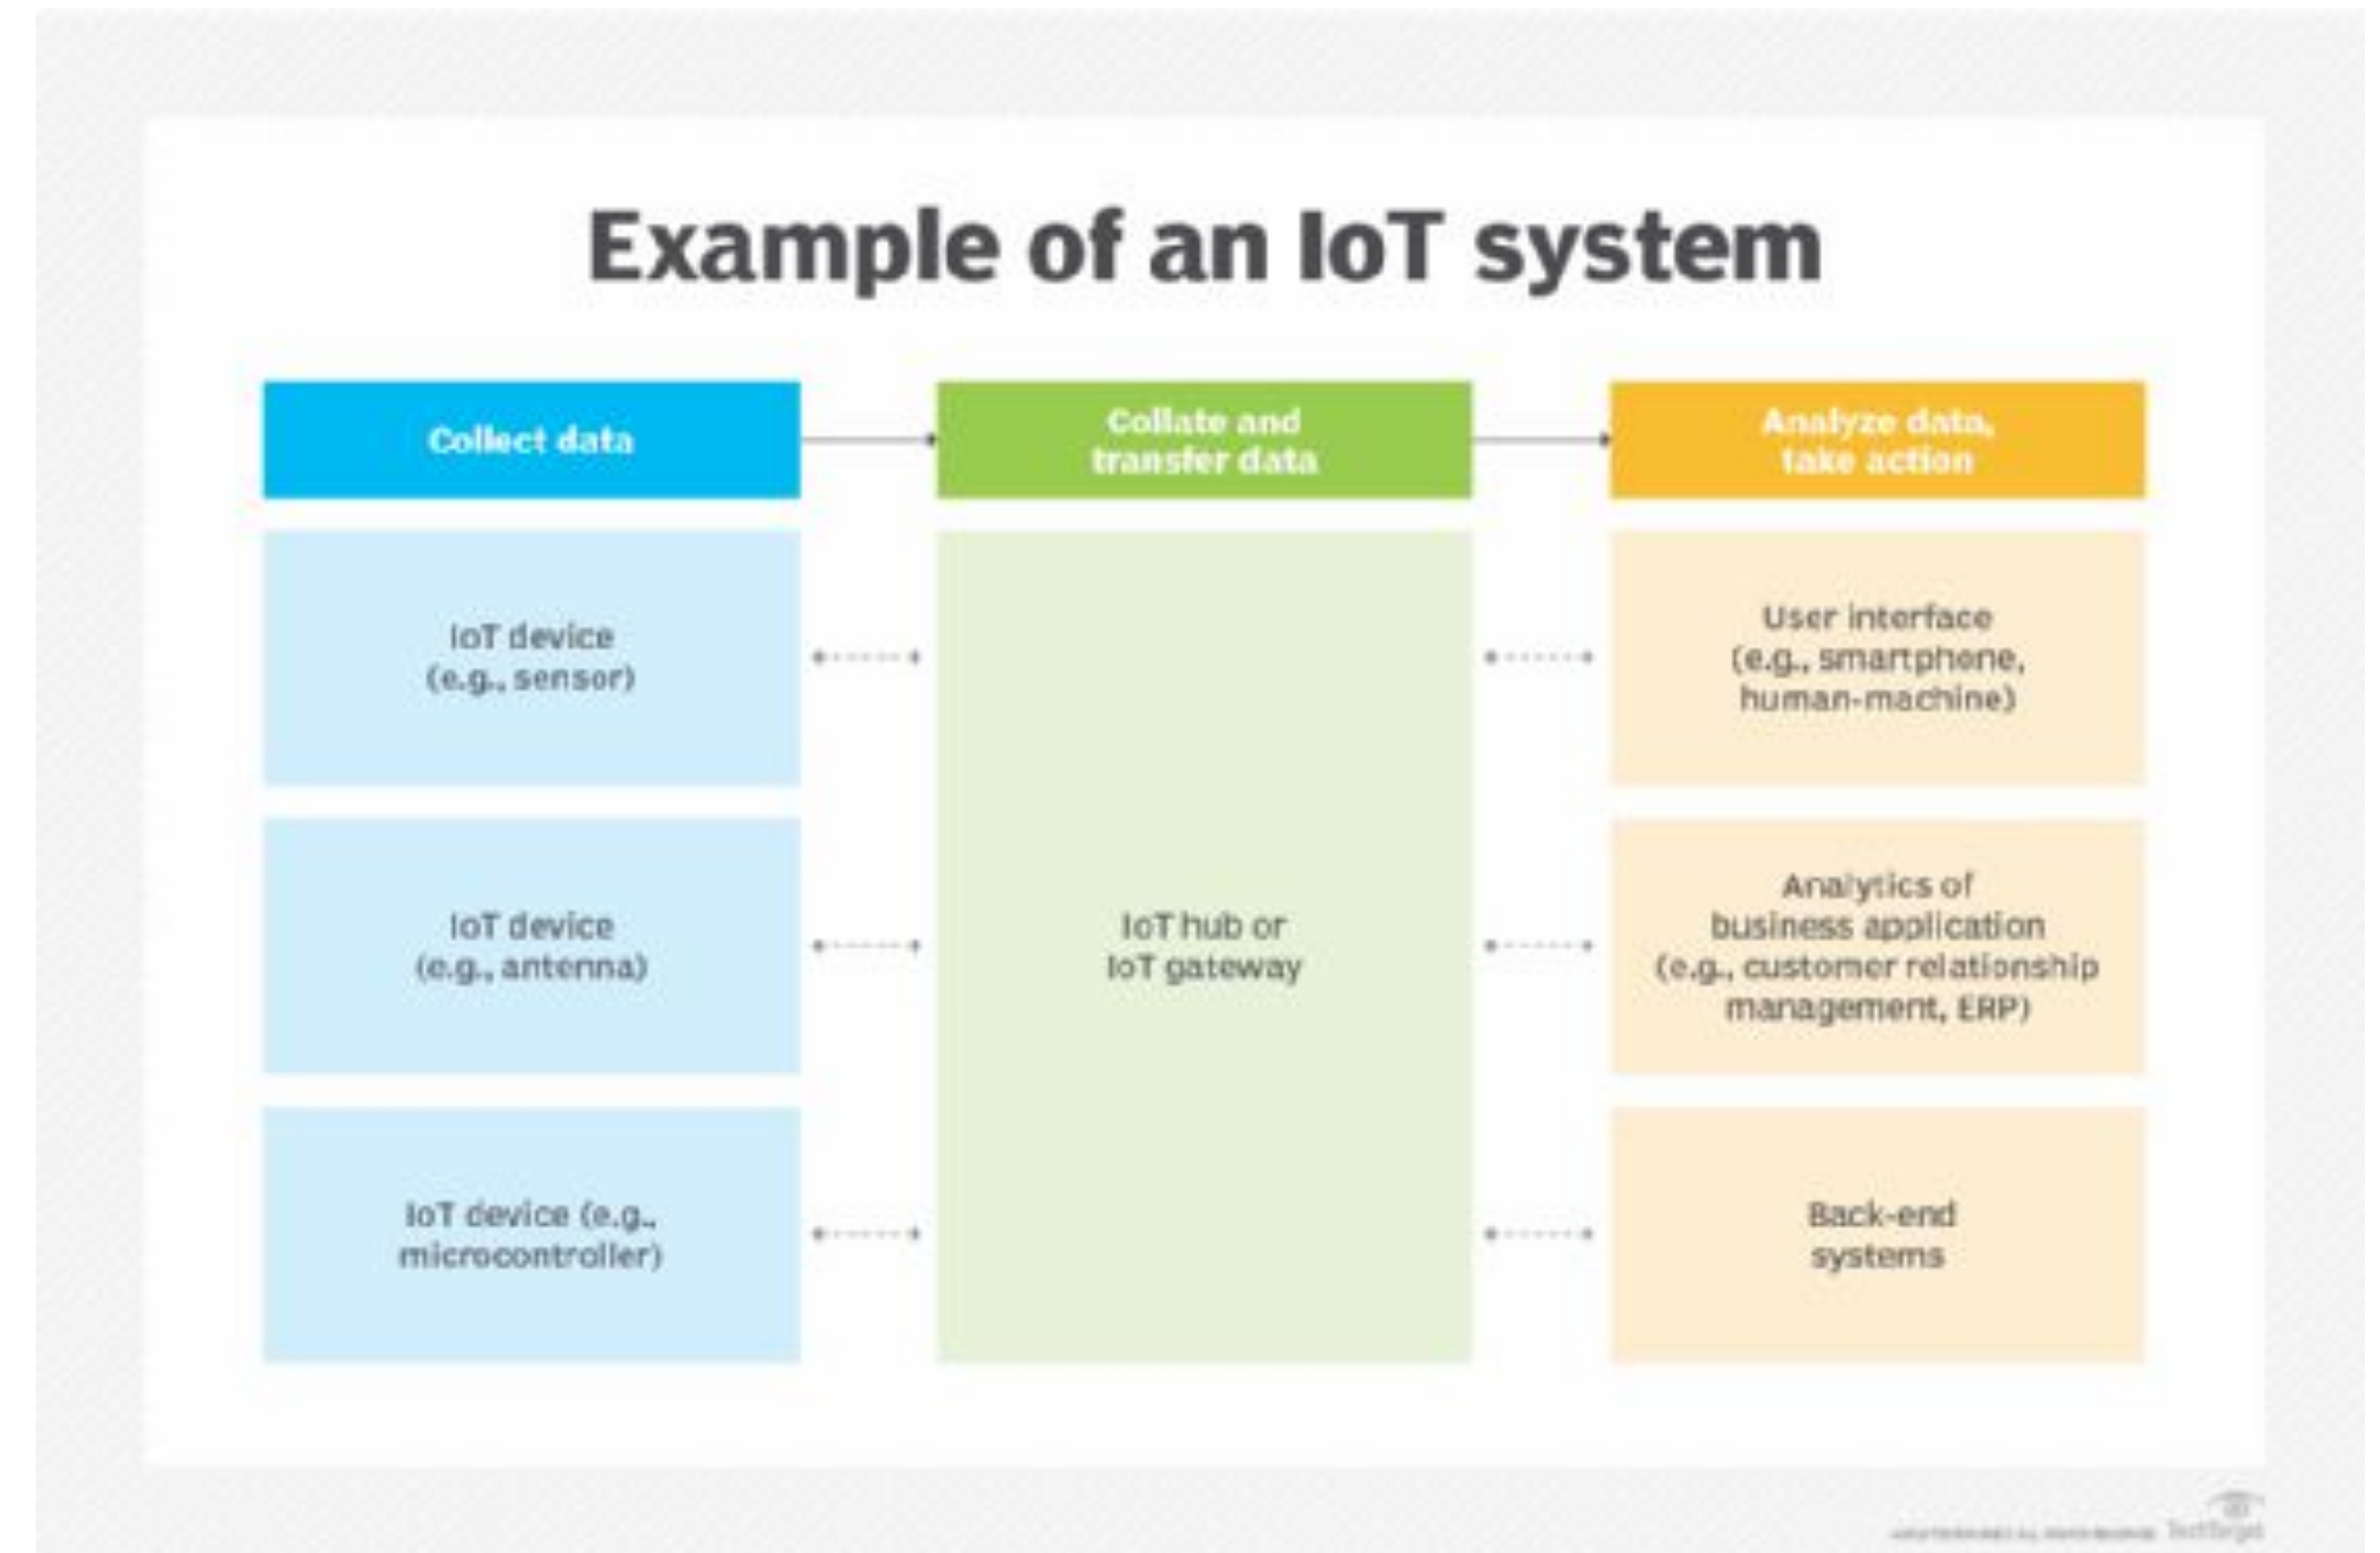 Example of an IoT system
Collect data
Collate and
transfer data
Analyze data,
take action
IoT device
(e.g., sensor)
IoT device
(e.g., antenna)
IoT device (e.g.,
microcontroller)
IoT hub or
IoT gateway
User interface
(e.g., smartphone,
human-machine)
Analytics of
business application
(e.g., customer relationship
management, ERP)
Back-end
systems
TechTarget